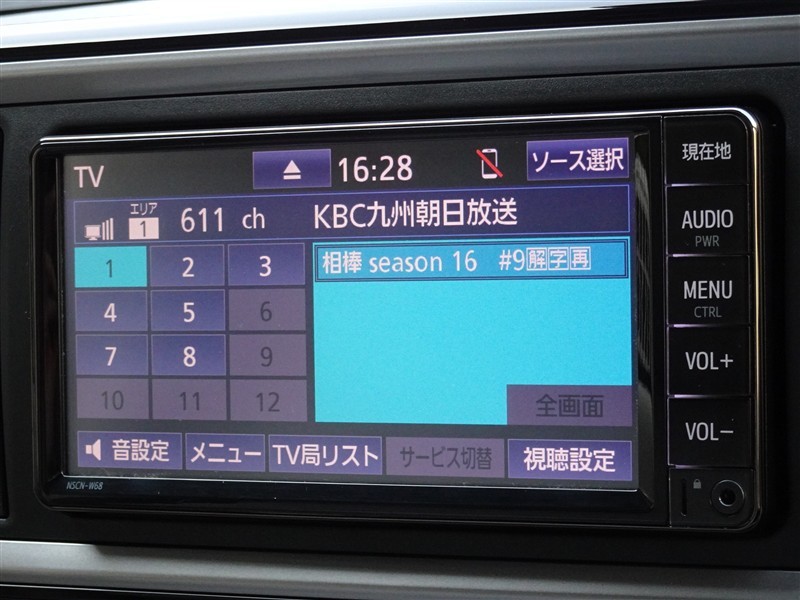 TV
16:28
ソース選択
エリア
1
611 ch KBC九州朝日放送
相棒 season 16 #9解字再
1 2 3
4 5 6
7 8 9
10 11 12
全画面
音設定 メニュー TV局リスト サービス切替 視聴設定
NSCN-W68
現在地
AUDIO
PWR
MENU
CTRL
VOL+
VOL-